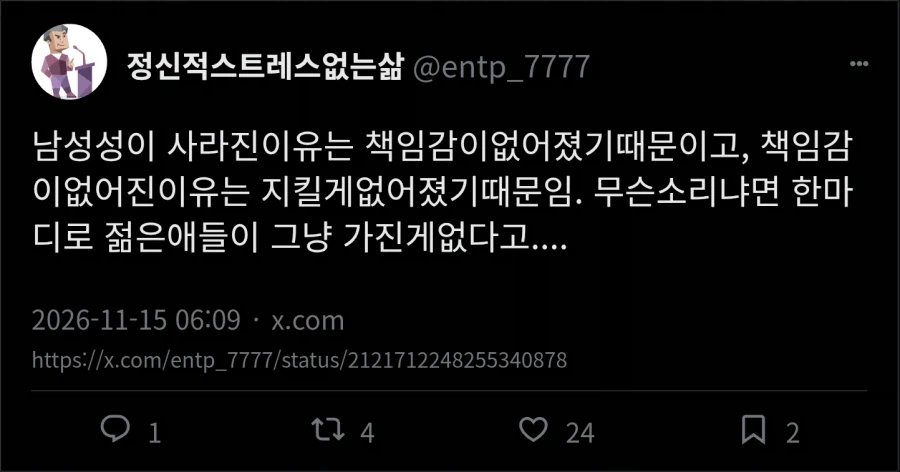 정신적스트레스없는삶 @entp_7777
남성성이 사라진이유는 책임감이없어졌기때문이고, 책임감
이없어진이유는 지킬게없어졌기때문임. 무슨소리냐면 한마
디로 젊은애들이 그냥 가진게없다고....
2026-11-15 06:09 · x.com
https://x.com/entp_7777/status/2121712248255340878
1 4 24 2